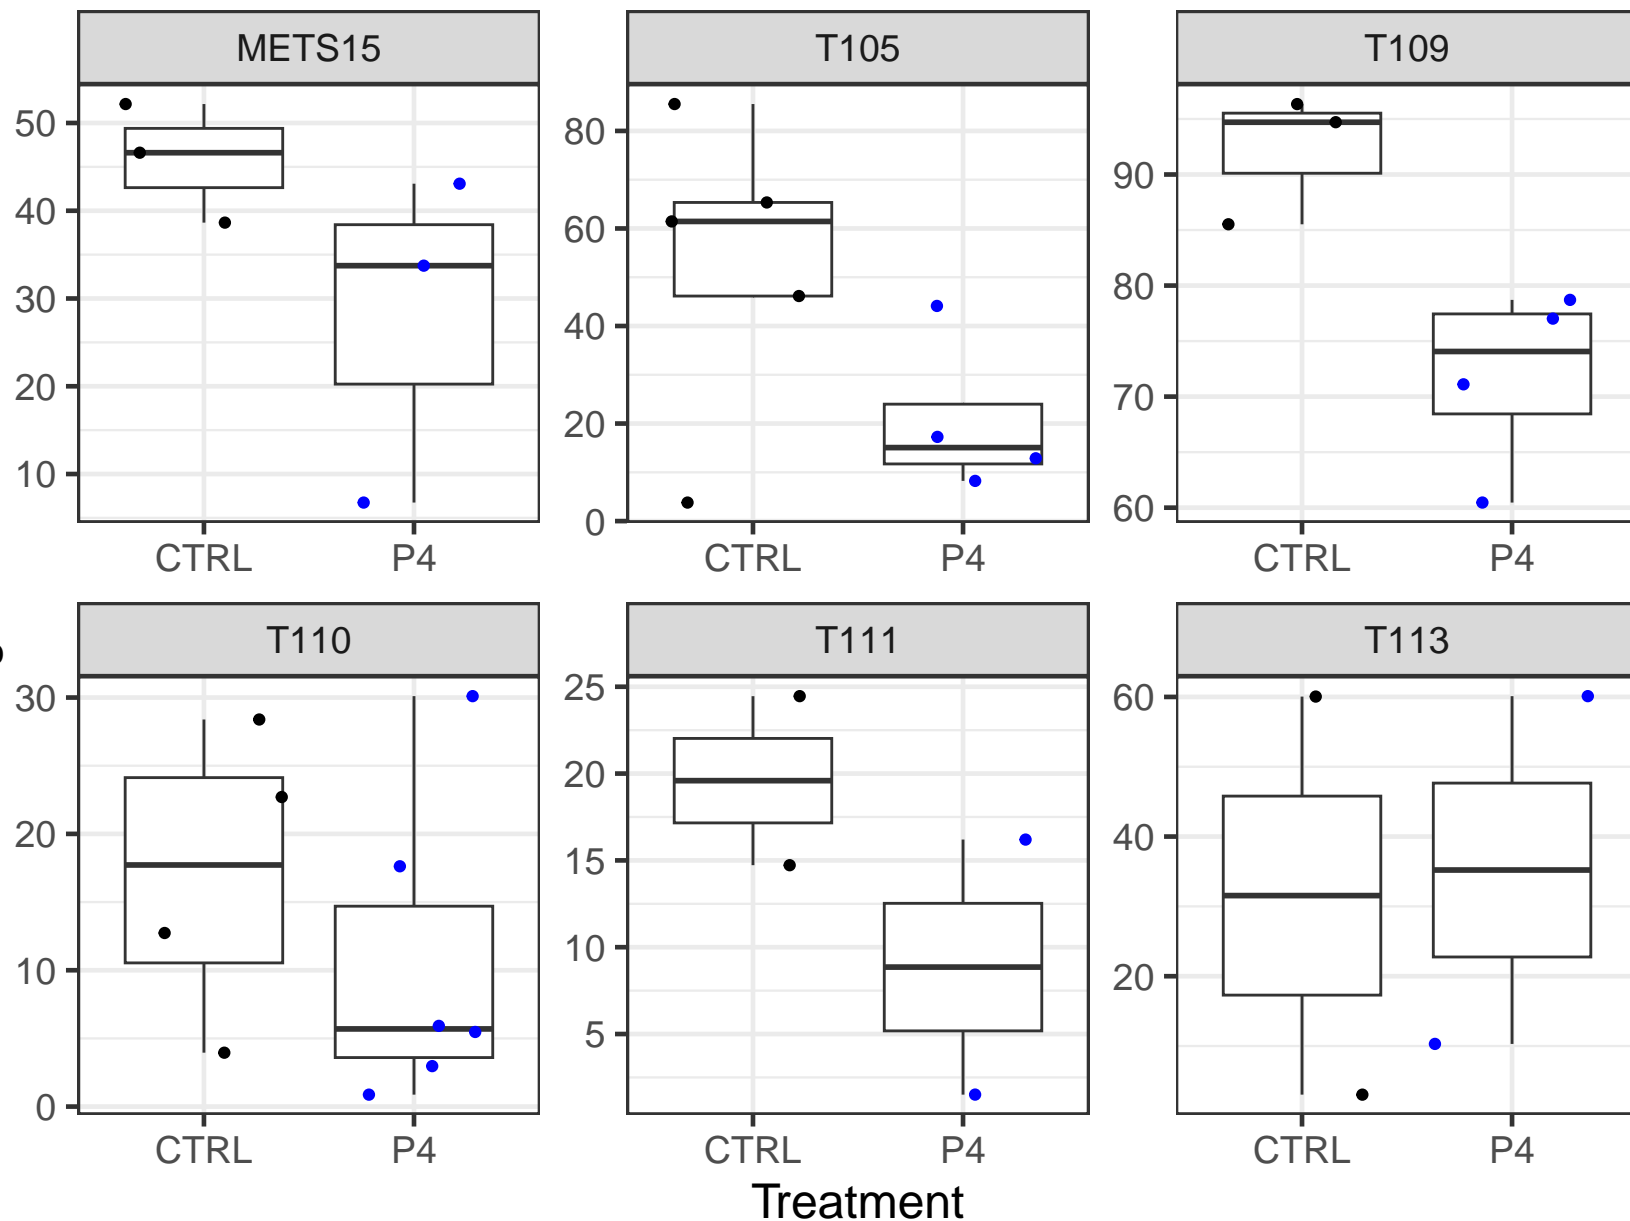 METS15 T105 T109
50 40 30 20 10
80 60 40 20 0
90 80 70 60
CTRL P4 CTRL P4 CTRL P4
T110 T111 T113
30 20 10 0
25 20 15 10 5
60 40 20
CTRL P4 CTRL P4 CTRL P4
Treatment